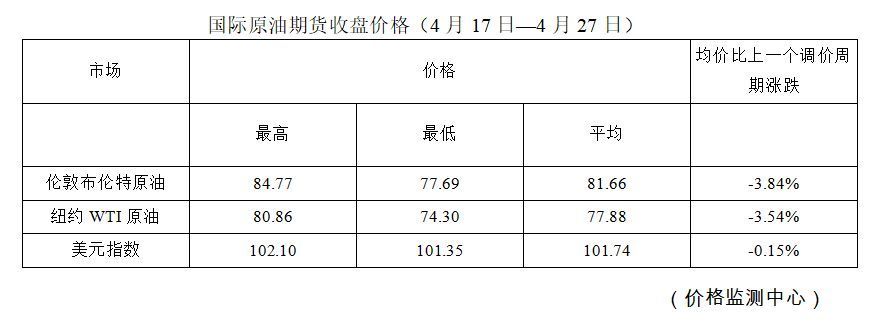 国际原油期货收盘价格（4 月 17 日—4 月 27 日）
市场 价格 均价比上一个调价周
期涨跌
最高 最低 平均
伦敦布伦特原油 84.77 77.69 81.66 -3.84%
纽约 WTI 原油 80.86 74.30 77.88 -3.54%
美元指数 102.10 101.35 101.74 -0.15%
（价格监测中心）